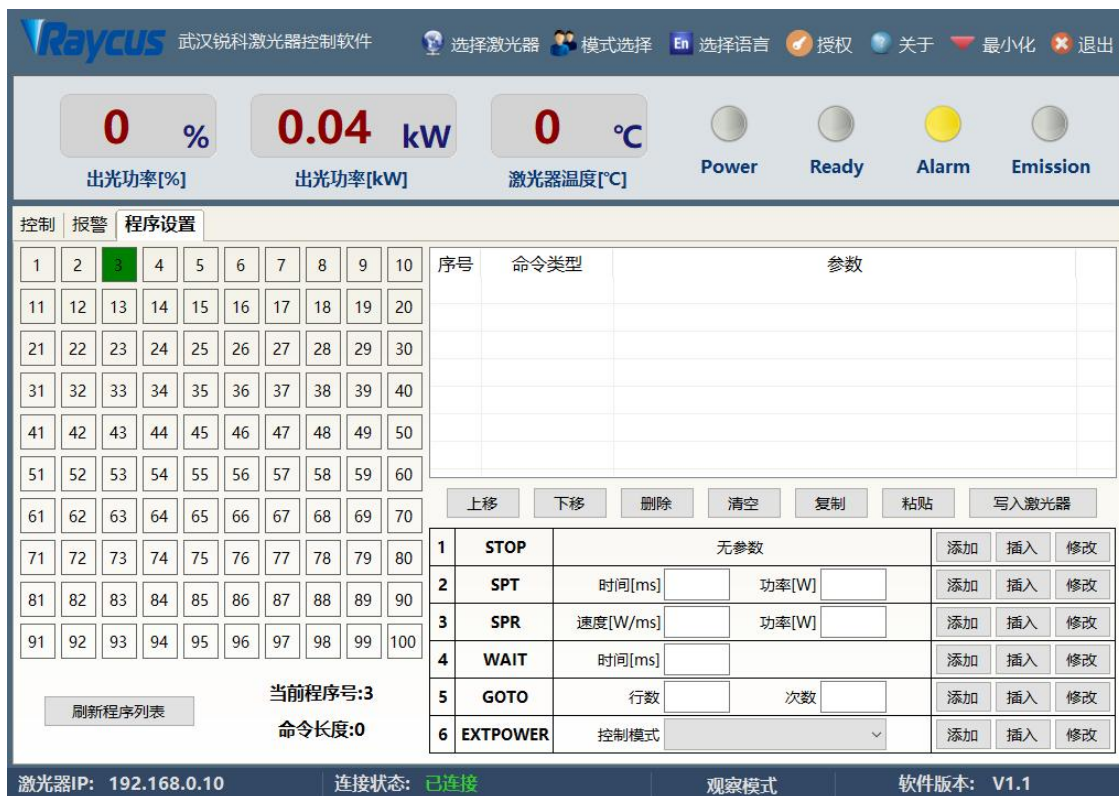 Raycus 武汉锐科激光器控制软件 选择激光器 模式选择 En 选择语言 授权 关于 最小化 退出
0 % 0.04 kW 0 ℃
出光功率[%] 出光功率[kW] 激光器温度[℃] Power Ready Alarm Emission
控制 报警 程序设置
1 2 3 4 5 6 7 8 9 10
11 12 13 14 15 16 17 18 19 20
21 22 23 24 25 26 27 28 29 30
31 32 33 34 35 36 37 38 39 40
41 42 43 44 45 46 47 48 49 50
51 52 53 54 55 56 57 58 59 60
61 62 63 64 65 66 67 68 69 70
71 72 73 74 75 76 77 78 79 80
81 82 83 84 85 86 87 88 89 90
91 92 93 94 95 96 97 98 99 100
刷新程序列表
当前程序号:3
命令长度:0
序号 命令类型 参数
上移 下移 删除 清空 复制 粘贴 写入激光器
1 STOP 无参数 添加 插入 修改
2 SPT 时间[ms] 功率[W] 添加 插入 修改
3 SPR 速度[W/ms] 功率[W] 添加 插入 修改
4 WAIT 时间[ms] 添加 插入 修改
5 GOTO 行数 次数 添加 插入 修改
6 EXTPOWER 控制模式 添加 插入 修改
激光器IP: 192.168.0.10 连接状态: 已连接 观察模式 软件版本: V1.1